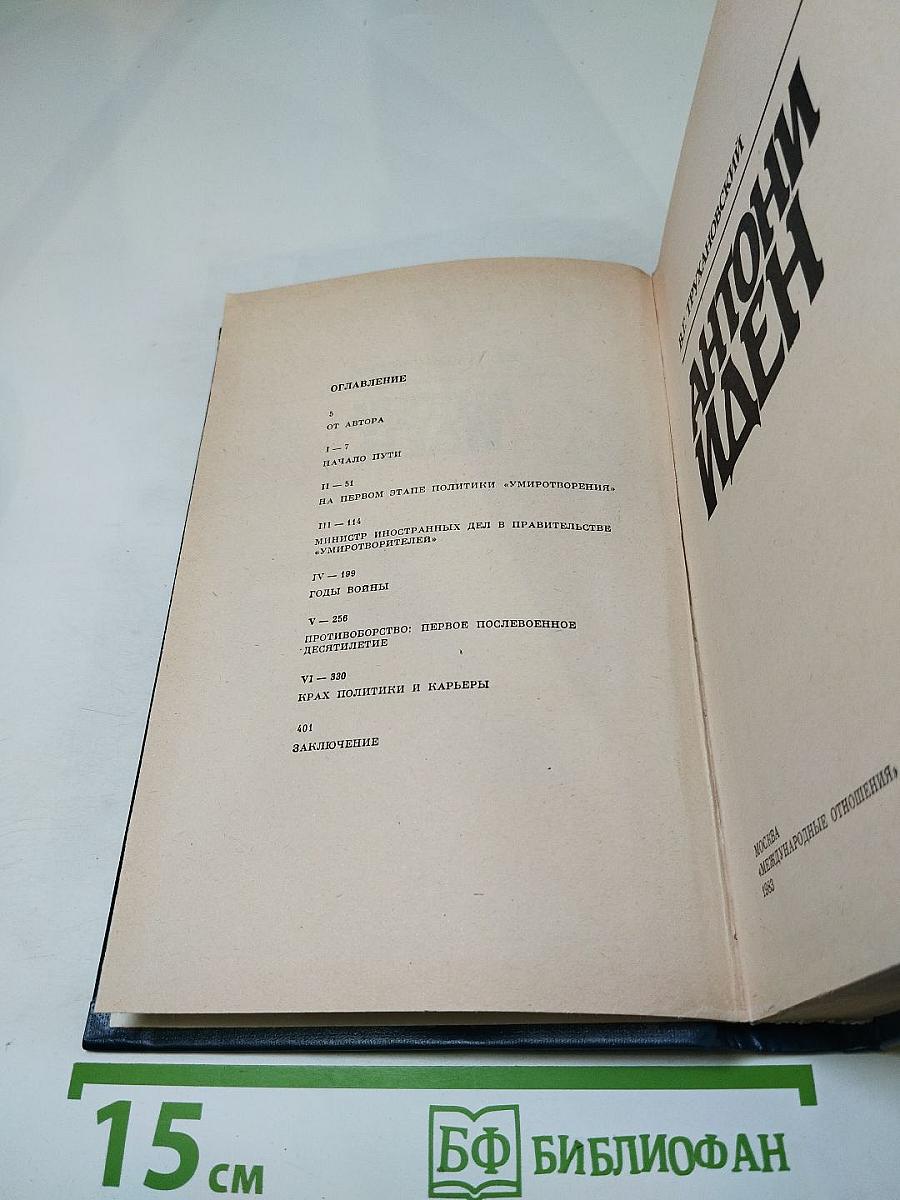 ОГЛАВЛЕНИЕ
5
ОТ АВТОРА
I — 7
НАЧАЛО ПУТИ
II — 51
НА ПЕРВОМ ЭТАПЕ ПОЛИТИКИ «УМИРОТВОРЕНИЯ»
III — 114
МИНИСТР ИНОСТРАННЫХ ДЕЛ В ПРАВИТЕЛЬСТВЕ
«УМИРОТВОРИТЕЛЕЙ»
IV — 199
ГОДЫ ВОЙНЫ
V — 256
ПРОТИВОБОРСТВО: ПЕРВОЕ ПОСЛЕВОЕННОЕ
ДЕСЯТИЛЕТИЕ
VI — 330
КРАХ ПОЛИТИКИ И КАРЬЕРЫ
401
ЗАКЛЮЧЕНИЕ
В.Г. ТРУХАНОВСКИЙ
АНТОНИ
ИДЕН
МОСКВА
«МЕЖДУНАРОДНЫЕ ОТНОШЕНИЯ»
1983
15 см
БФ БИБЛИОФАН